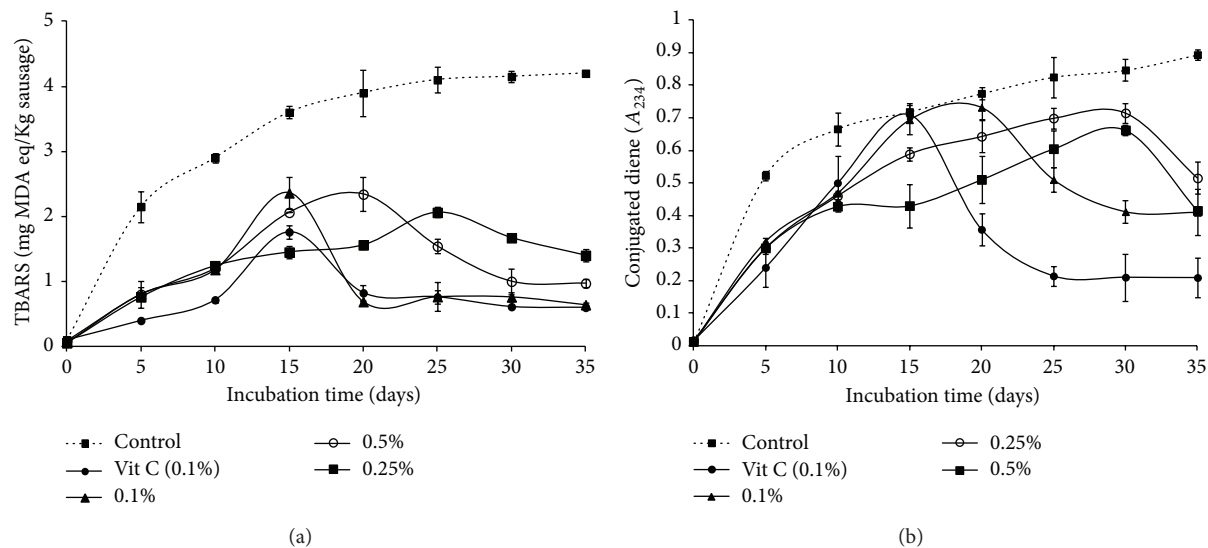 5
4
3
2
1
0
TBARS (mg MDA eq/Kg sausage)
0 5 10 15 20 25 30 35
Incubation time (days)
Control
Vit C (0.1%)
0.1%
0.5%
0.25%
(a)
1
0.9
0.8
0.7
0.6
0.5
0.4
0.3
0.2
0.1
0
Conjugated diene (A234)
0 5 10 15 20 25 30 35
Incubation time (days)
Control
Vit C (0.1%)
0.1%
0.25%
0.5%
(b)